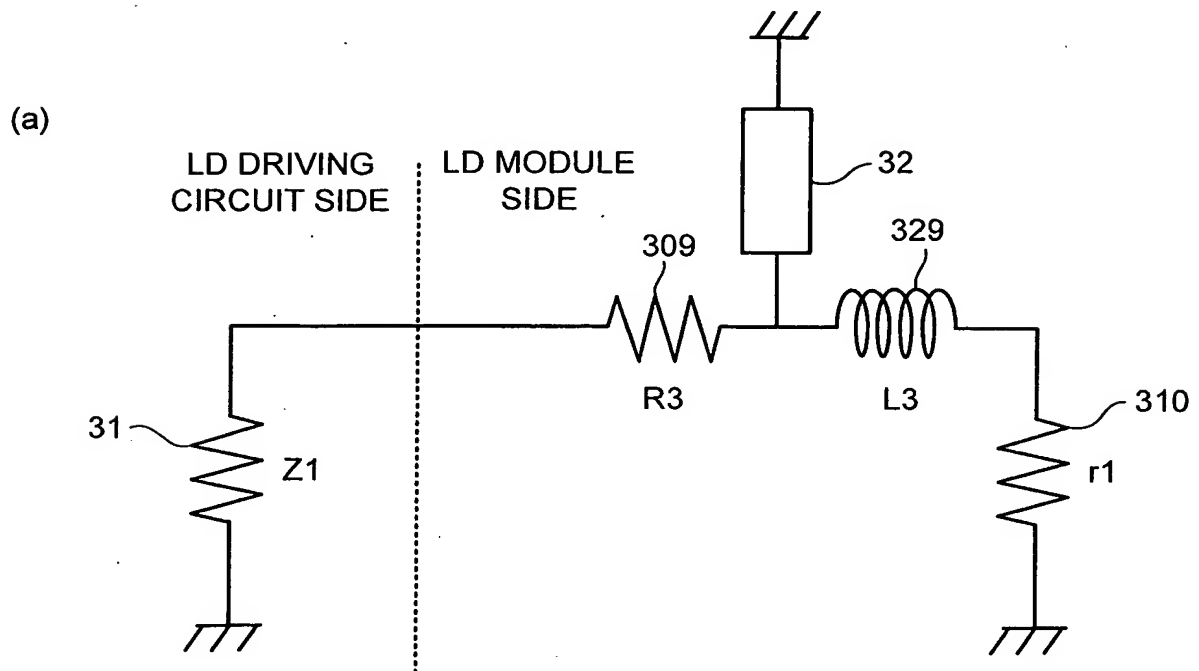 (a)
LD DRIVING
CIRCUIT SIDE
LD MODULE
SIDE
32
309
329
R3
L3
31
Z1
310
r1